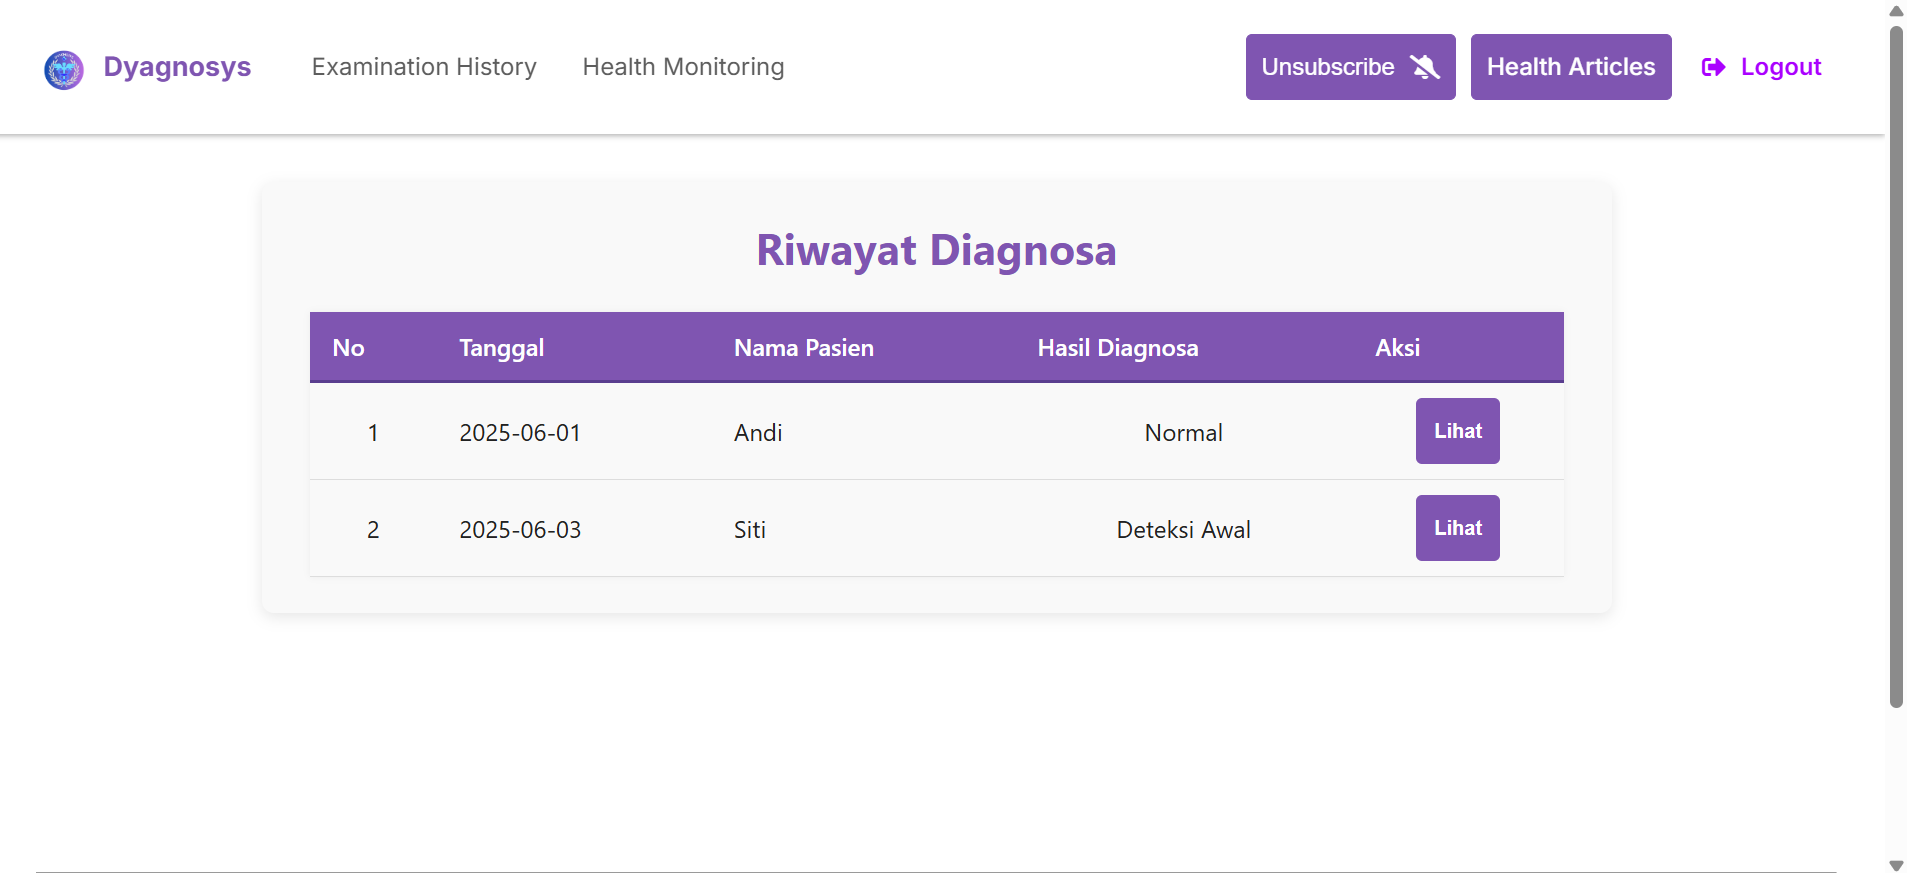 Dyagnosys Examination History Health Monitoring Unsubscribe Health Articles Logout
Riwayat Diagnosa
No Tanggal Nama Pasien Hasil Diagnosa Aksi
1 2025-06-01 Andi Normal Lihat
2 2025-06-03 Siti Deteksi Awal Lihat